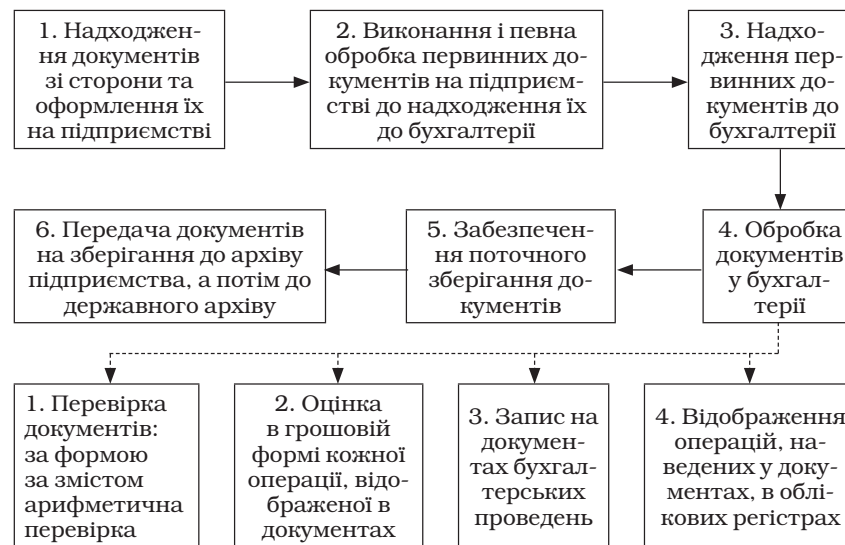 1. Надходжен-
ня документів
зі сторони та
оформлення їх
на підприємстві
2. Виконання і певна
обробка первинних до-
кументів на підприєм-
стві до надходження їх
до бухгалтерії
3. Надхо-
дження пер-
винних до-
кументів до
бухгалтерії
6. Передача документів
на зберігання до архіву
підприємства, а потім до
державного архіву
5. Забезпечен-
ня поточного
зберігання до-
кументів
4. Обробка
документів
у бухгал-
терії
1. Перевірка
документів:
за формою
за змістом
арифметична
перевірка
2. Оцінка
в грошовій
формі кожної
операції, відо-
браженої в
документах
3. Запис на
докумен-
тах бухгал-
терських
проведень
4. Відображення
операцій, на-
ведених у доку-
ментах, в облі-
кових регістрах